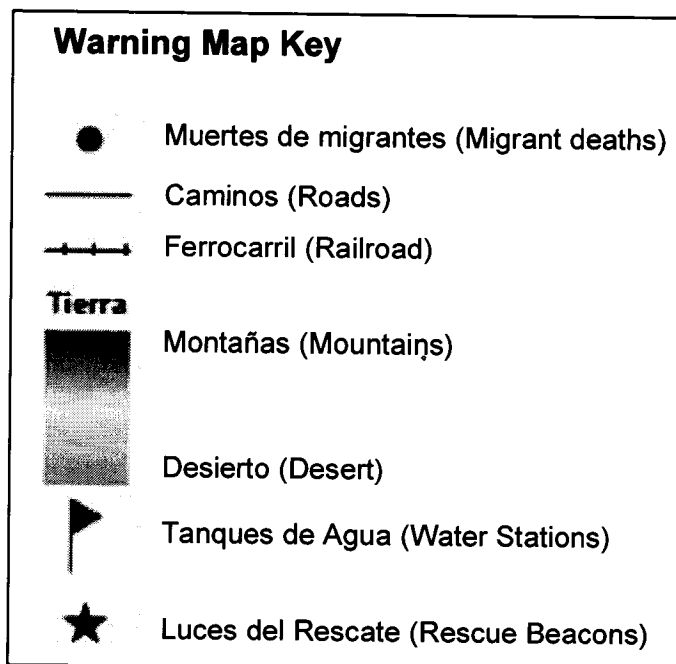 Warning Map Key
Muertes de migrantes (Migrant deaths)
Caminos (Roads)
Ferrocarril (Railroad)
Tierra
Montañas (Mountains)
Desierto (Desert)
Tanques de Agua (Water Stations)
Luces del Rescate (Rescue Beacons)